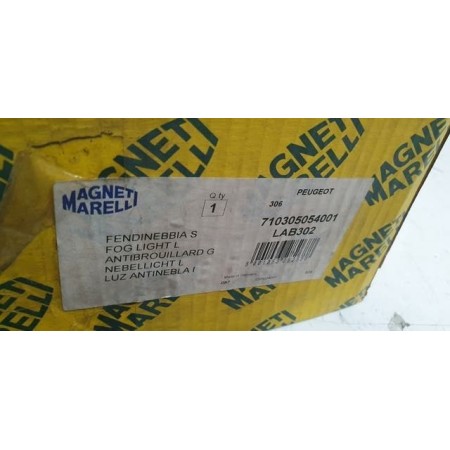 MAGNETI
MARELLI
MAGNETI
MARELLI
Q.ty
1
306 PEUGEOT
710305054001
LAB302
FENDINEBBIA S
FOG LIGHT L
ANTIBROUILLARD G
NEBELLICHT L
LUZ ANTINEBLA I
MAGNETI
MARELLI
MAGNETI
MARELLI